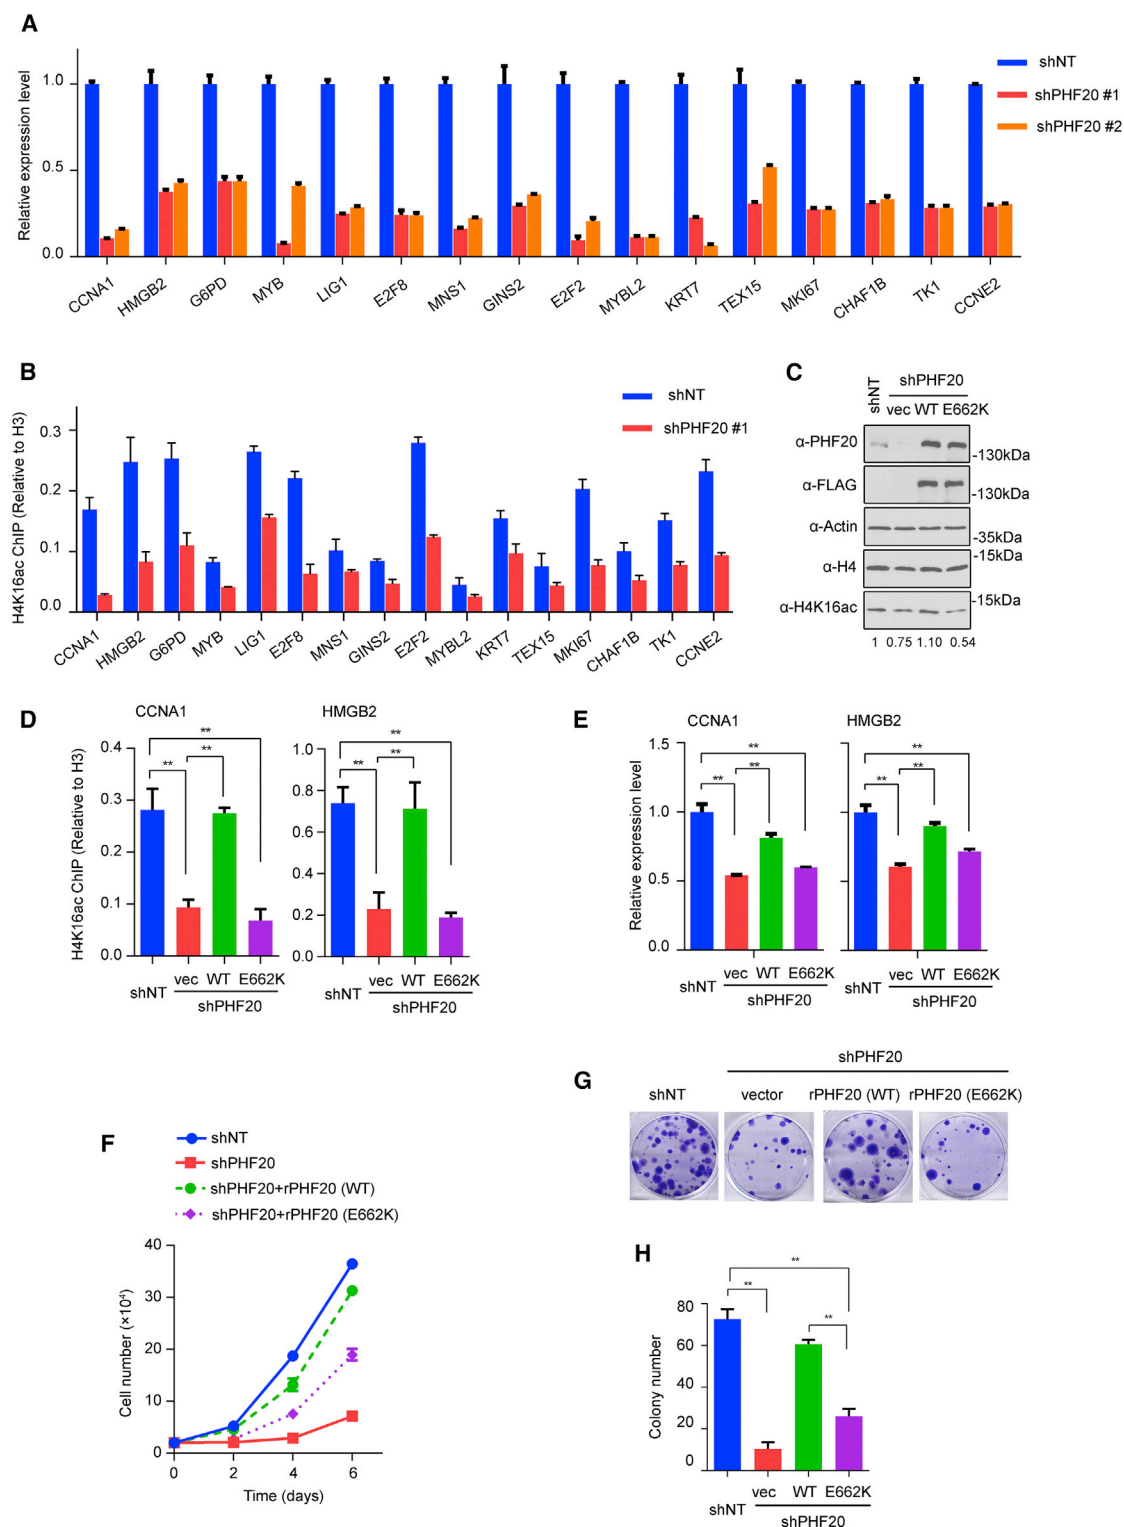 A
Relative expression level
1.0
0.5
0.0
shNT
shPHF20 #1
shPHF20 #2
CCNA1 HMGB2 G6PD MYB LIG1 E2F8 MNS1 GINS2 E2F2 MYBL2 KRT7 TEX15 MKI67 CHAF1B TK1 CCNE2
B
H4K16ac ChIP (Relative to H3)
0.3
0.2
0.1
0.0
shNT
shPHF20 #1
CCNA1 HMGB2 G6PD MYB LIG1 E2F8 MNS1 GINS2 E2F2 MYBL2 KRT7 TEX15 MKI67 CHAF1B TK1 CCNE2
C
shPHF20
shNT vec WT E662K
α-PHF20
-130kDa
α-FLAG
-130kDa
α-Actin
-35kDa
-15kDa
α-H4
α-H4K16ac
-15kDa
1 0.75 1.10 0.54
D
H4K16ac ChIP (Relative to H3)
CCNA1
0.4
0.3
0.2
0.1
0.0
**
**
**
shNT vec WT E662K
shPHF20
HMGB2
1.0
0.8
0.6
0.4
0.2
0.0
**
**
**
shNT vec WT E662K
shPHF20
E
Relative expression level
CCNA1
1.5
1.0
0.5
0.0
**
**
**
shNT vec WT E662K
shPHF20
HMGB2
**
**
**
shNT vec WT E662K
shPHF20
F
shNT
shPHF20
shPHF20+rPHF20 (WT)
shPHF20+rPHF20 (E662K)
Cell number (×10⁴)
40
30
20
10
0
0 2 4 6
Time (days)
G
shPHF20
shNT vector rPHF20 (WT) rPHF20 (E662K)
H
Colony number
80
60
40
20
0
**
**
**
shNT vec WT E662K
shPHF20